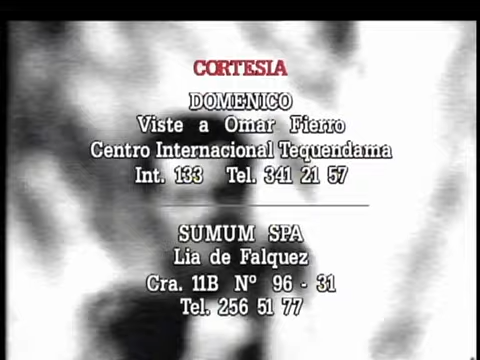 CORTESIA
DOMENICO
Viste a Omar Fierro
Centro Internacional Tequendama
Int. 133 Tel. 341 21 57
SUMUM SPA
Lia de Falquez
Cra. 11B Nº 96 - 31
Tel. 256 51 77